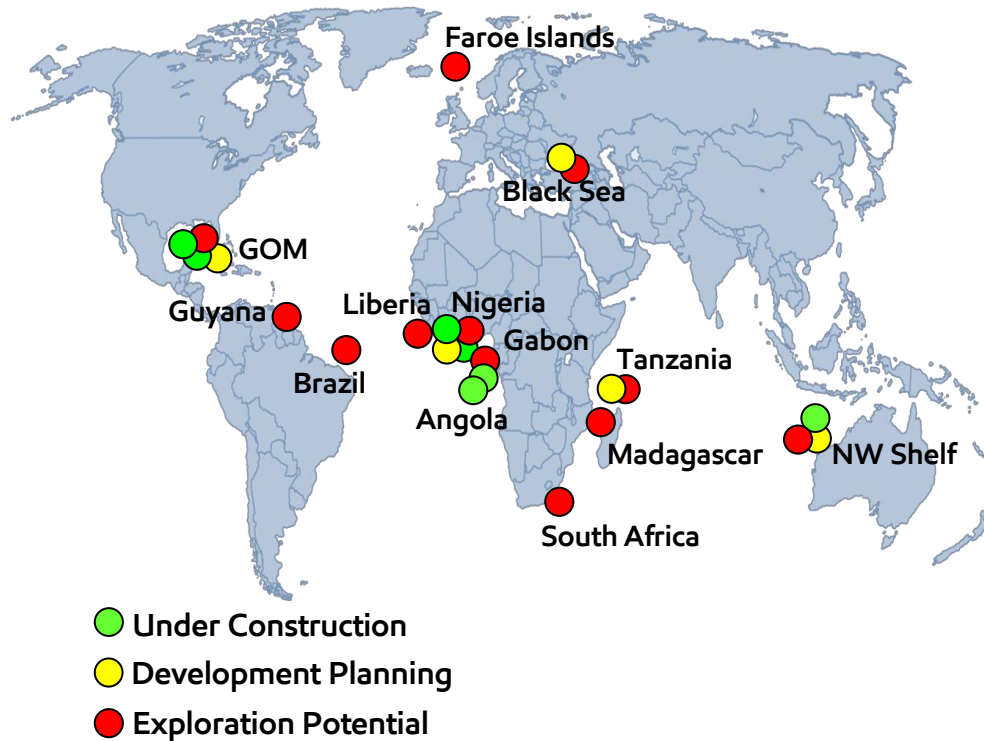 Faroe Islands
Black Sea
GOM
Guyana
Liberia
Nigeria
Gabon
Brazil
Tanzania
Angola
Madagascar
NW Shelf
South Africa
Under Construction
Development Planning
Exploration Potential